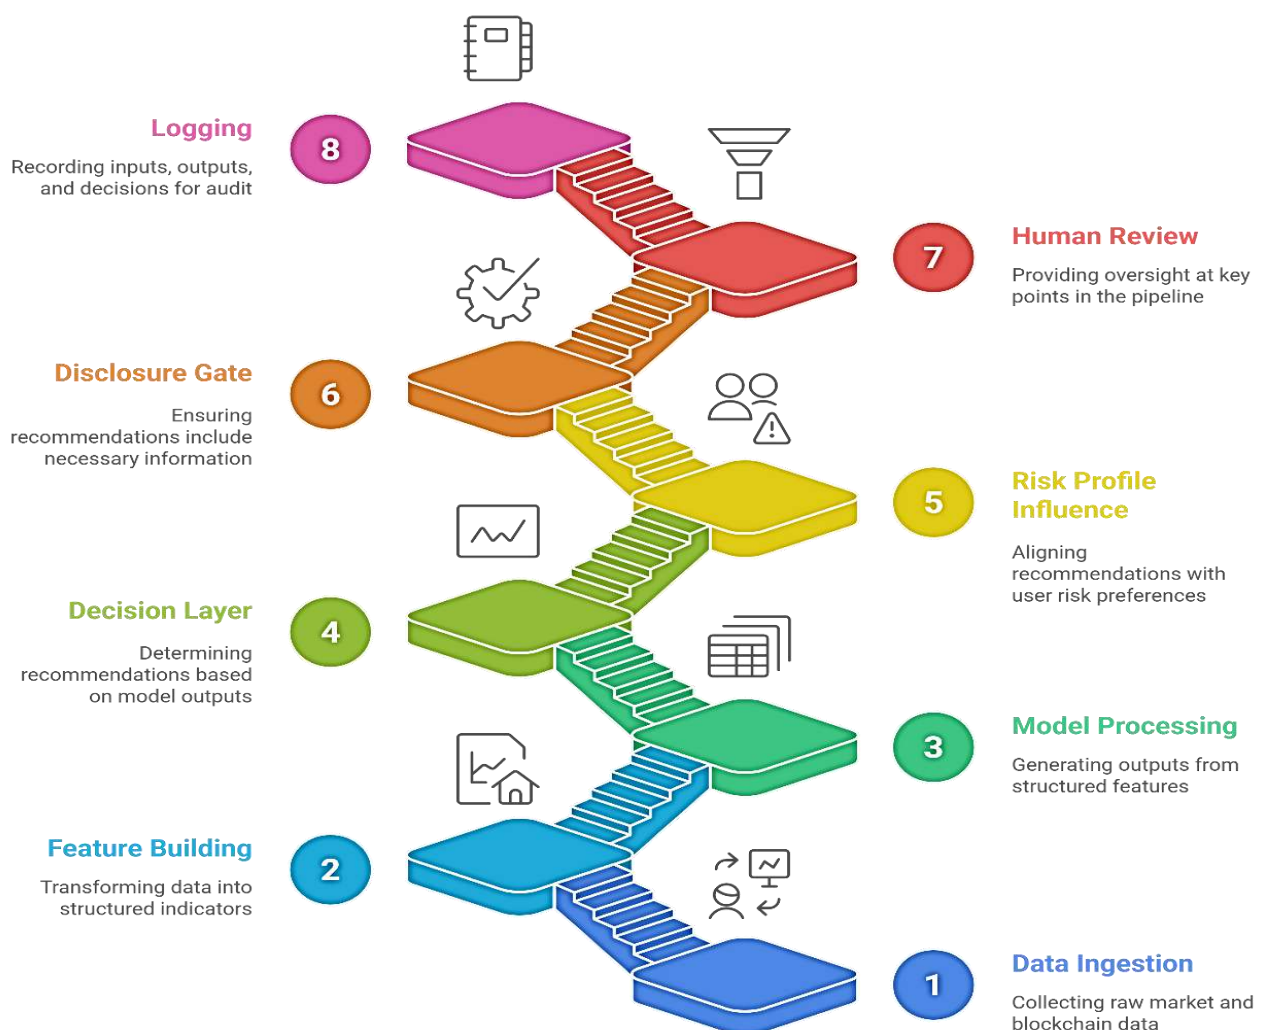 Logging
8
Recording inputs, outputs,
and decisions for audit
Human Review
7
Providing oversight at key
points in the pipeline
Disclosure Gate
6
Ensuring
recommendations include
necessary information
Risk Profile
Influence
5
Aligning
recommendations with
user risk preferences
Decision Layer
4
Determining
recommendations based
on model outputs
Model Processing
3
Generating outputs from
structured features
Feature Building
2
Transforming data into
structured indicators
Data Ingestion
1
Collecting raw market and
blockchain data